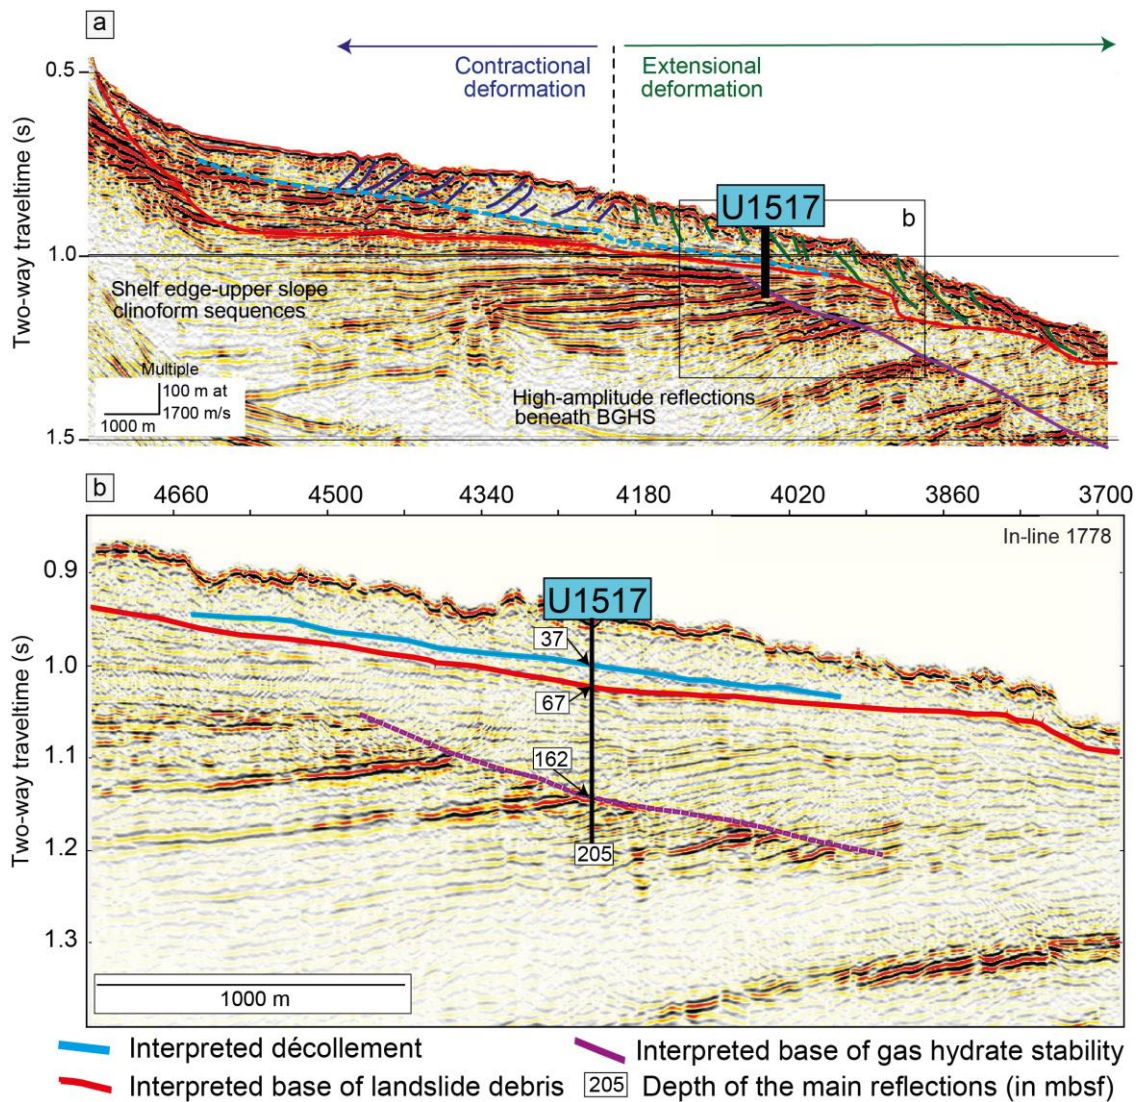 a
Contractional
deformation
Extensional
deformation
0.5
1.0
1.5
Two-way traveltime (s)
U1517
b
Shelf edge-upper slope
clinoform sequences
Multiple
100 m at
1700 m/s
1000 m
High-amplitude reflections
beneath BGHS
b
4660 4500 4340 4180 4020 3860 3700
In-line 1778
0.9
1.0
1.1
1.2
1.3
Two-way traveltime (s)
U1517
37
67
162
205
1000 m
Interpreted décollement
Interpreted base of gas hydrate stability
Interpreted base of landslide debris
205 Depth of the main reflections (in mbsf)